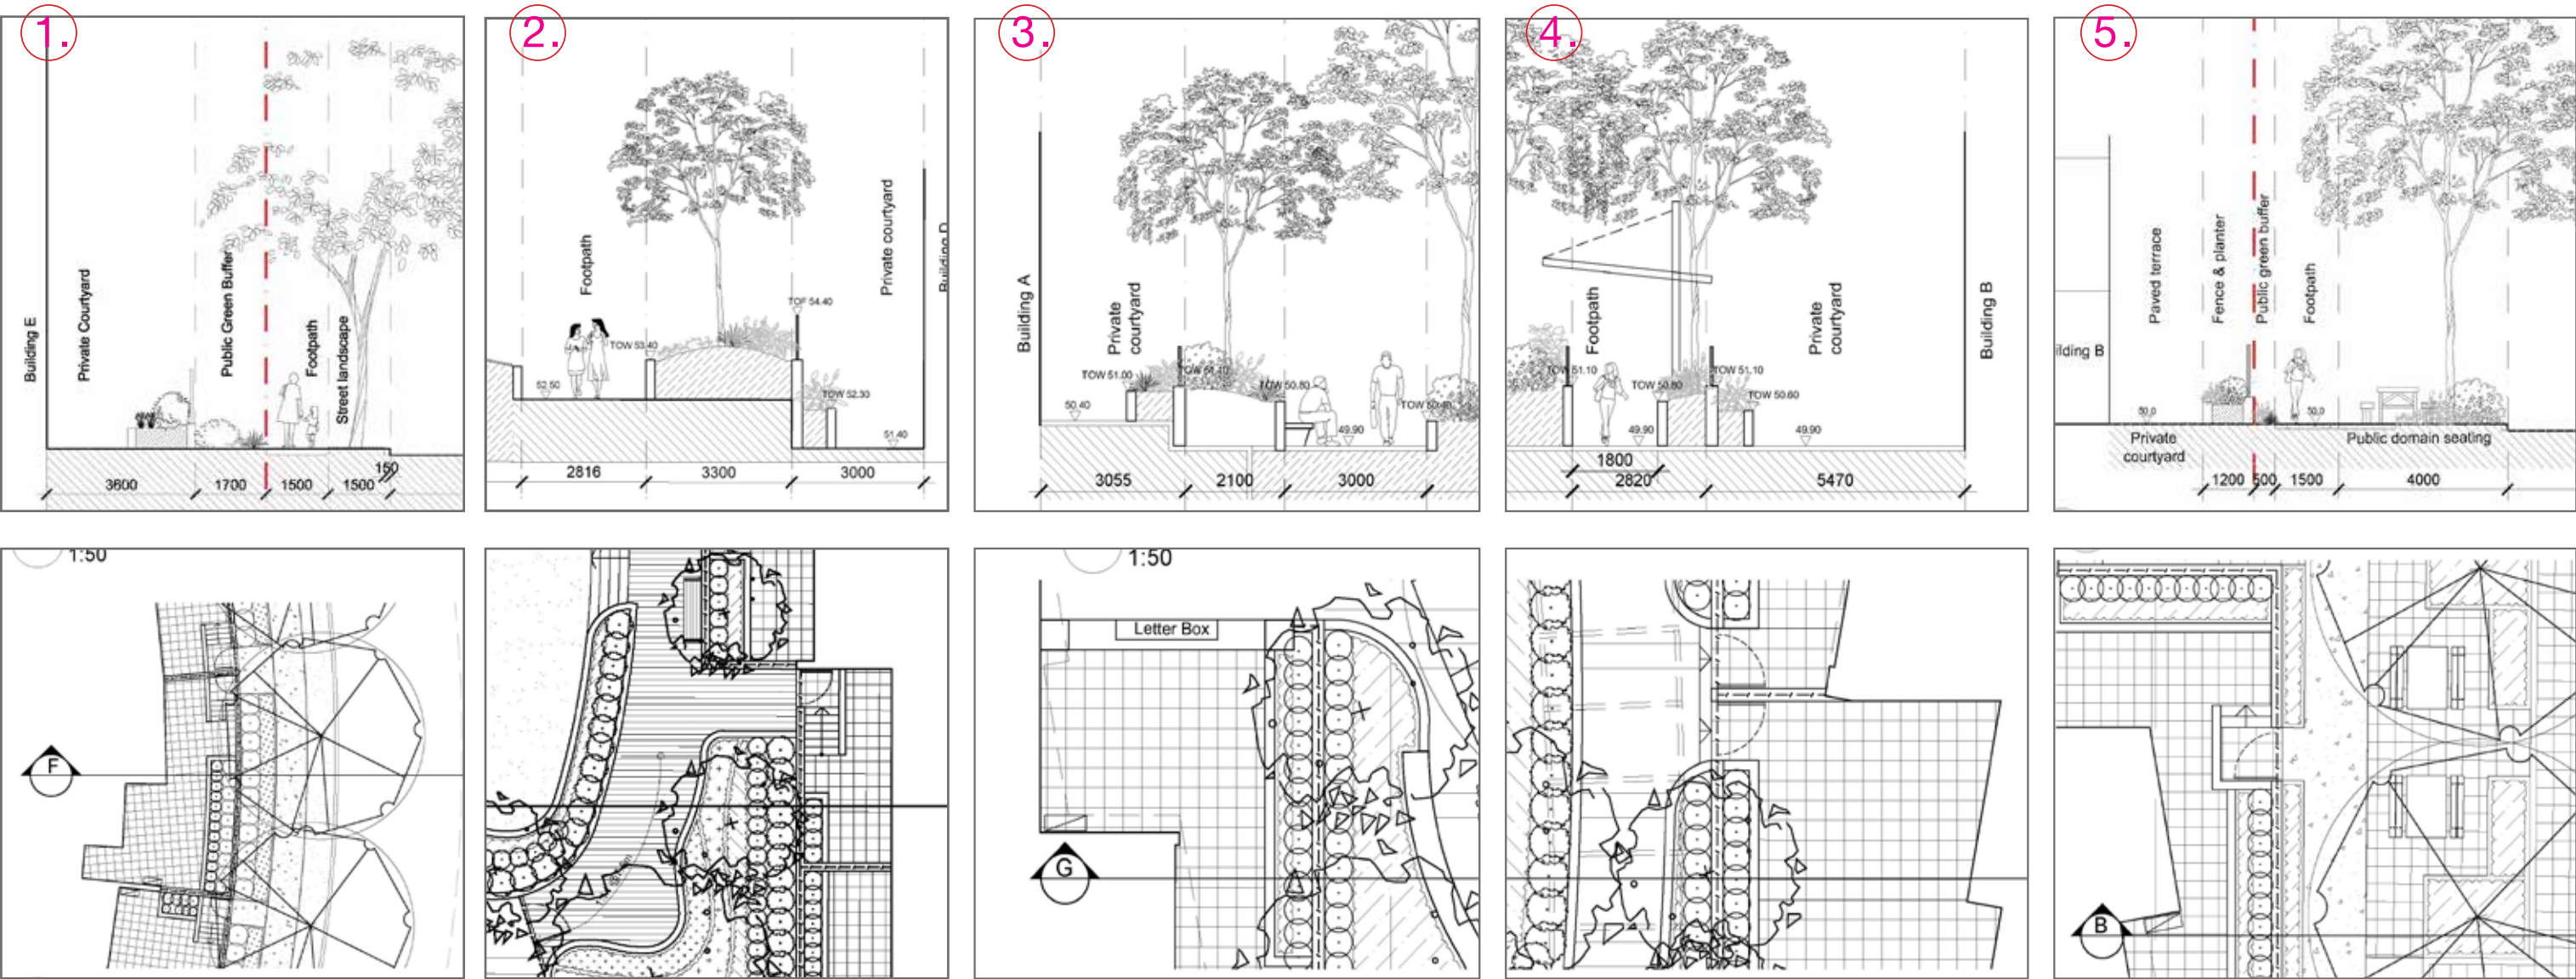 1.
Building E
Private Courtyard
Public Green Buffer
Footpath
Street landscape
150
3600
1700
1500
1500
2.
Footpath
Private courtyard
TOF 54.40
TOW 53.40
52.50
TOW 52.30
51.40
2816
3300
3000
3.
Building A
Private
courtyard
TOW 51.00
TOW 50.80
50.40
49.90
3055
2100
3000
4.
Footpath
Private
courtyard
Building B
TOW 51.10
TOW 50.80
TOW 51.10
TOW 50.60
49.90
49.90
1800
2820
5470
5.
Paved terrace
Fence & planter
Public green buffer
Footpath
ilding B
50.0
50.0
Private
courtyard
Public domain seating
1200
500
1500
4000
1:50
F
1:50
Letter Box
G
B